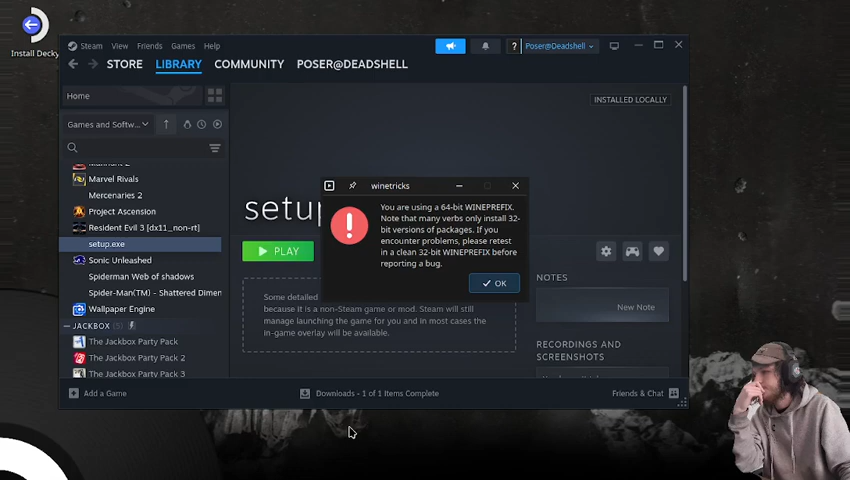 Install Decky
Steam View Friends Games Help
Poser@Deadshell
STORE LIBRARY COMMUNITY POSER@DEADSHELL
Home
INSTALLED LOCALLY
Games and Softw...
Marvel Rivals
Mercenaries 2
Project Ascension
Resident Evil 3 [dx11_non-rt]
setup.exe
Sonic Unleashed
Spiderman Web of shadows
Spider-Man(TM) - Shattered Dimen
Wallpaper Engine
JACKBOX (5)
The Jackbox Party Pack
The Jackbox Party Pack 2
The Jackbox Party Pack 3
setup
PLAY
winetricks
You are using a 64-bit WINEPREFIX.
Note that many verbs only install 32-
bit versions of packages. If you
encounter problems, please retest
in a clean 32-bit WINEPREFIX before
reporting a bug.
OK
Some detailed
because it is a non-Steam game or mod. Steam will still
manage launching the game for you and in most cases the
in-game overlay will be available.
NOTES
New Note
RECORDINGS AND
SCREENSHOTS
Add a Game
Downloads - 1 of 1 Items Complete
Friends & Chat